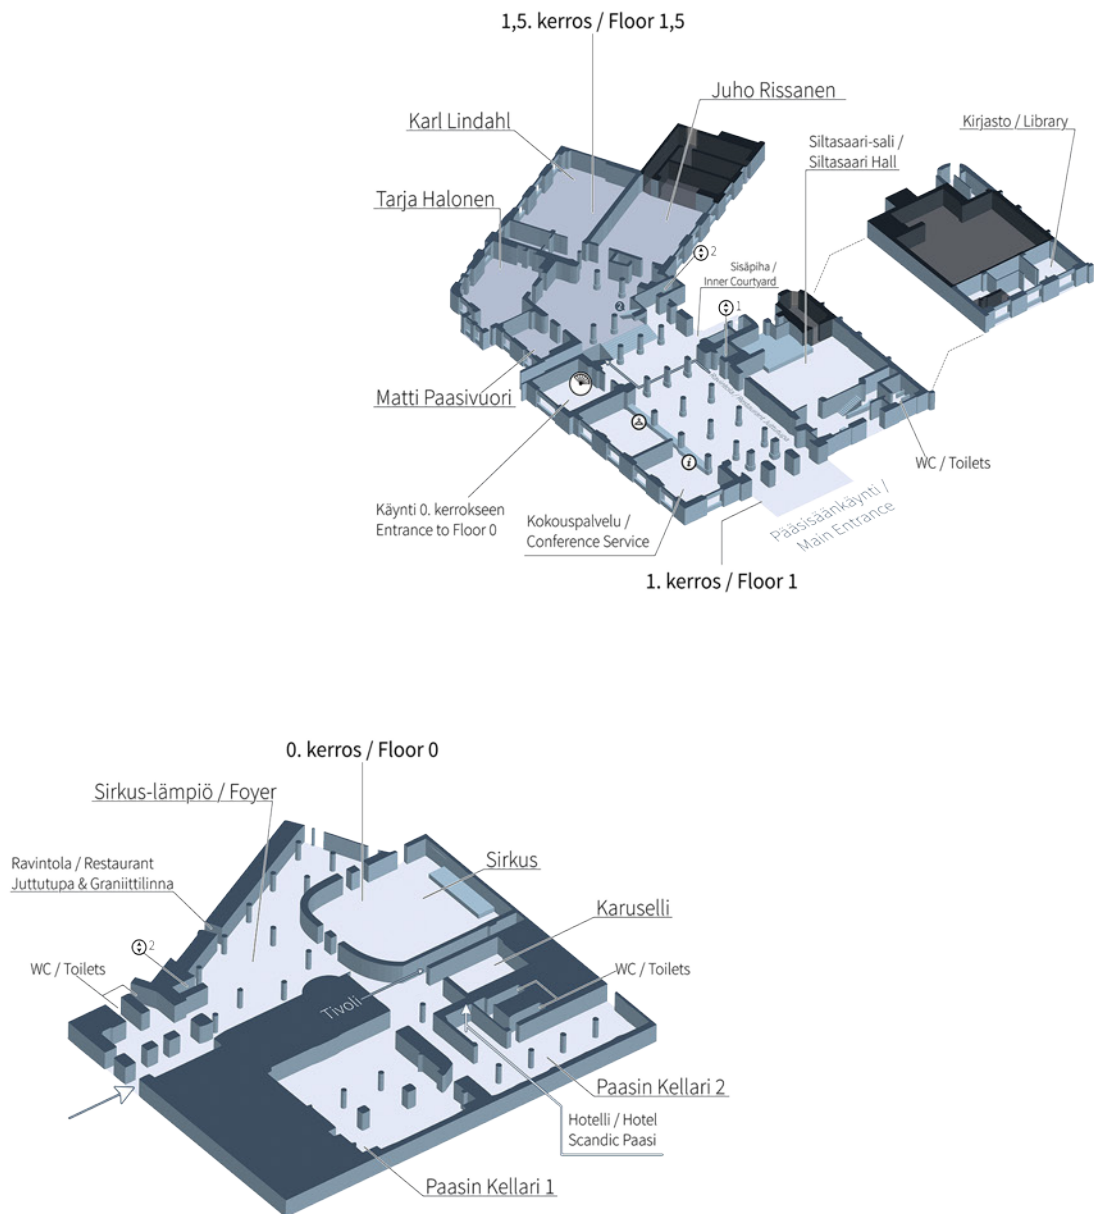 1,5. kerros / Floor 1,5
Juho Rissanen
Karl Lindahl
Kirjasto / Library
Siltasaari-sali /
Siltasaari Hall
Tarja Halonen
2
Sisäpiha /
Inner Courtyard
1
Matti Paasivuori
WC / Toilets
i
Käynti 0. kerrokseen
Entrance to Floor 0
Kokouspalvelu /
Conference Service
Pääsisäänkäynti /
Main Entrance
1. kerros / Floor 1
0. kerros / Floor 0
Sirkus-lämpiö / Foyer
Ravintola / Restaurant
Juttutupa & Graniittilinna
Sirkus
Karuselli
2
WC / Toilets
WC / Toilets
Tivoli
Paasin Kellari 2
Hotelli / Hotel
Scandic Paasi
Paasin Kellari 1